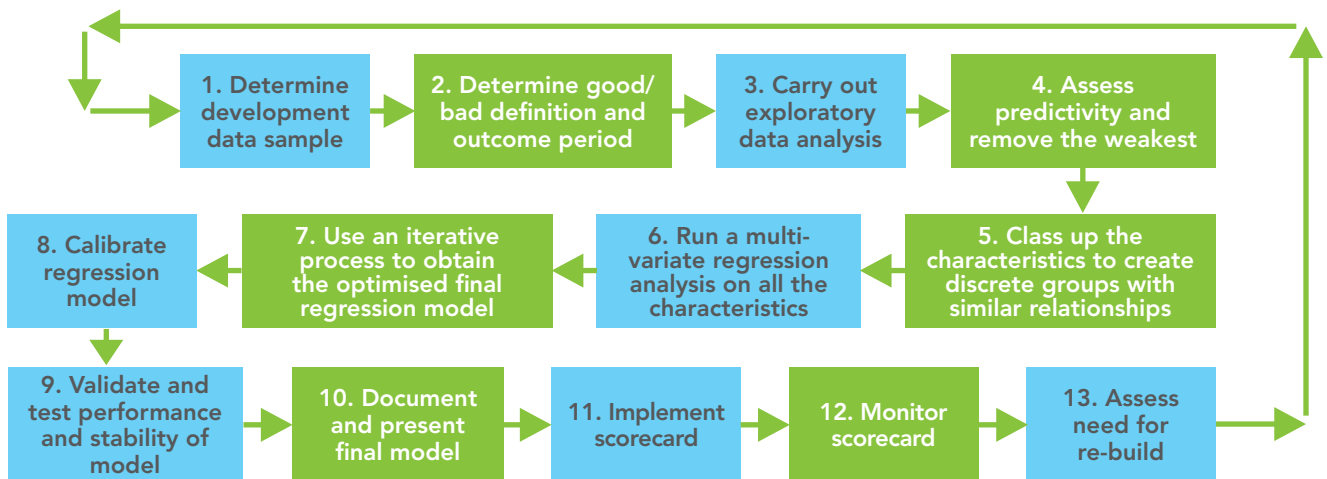 1. Determine
development
data sample
2. Determine good/
bad definition and
outcome period
3. Carry out
exploratory
data analysis
4. Assess
predictivity and
remove the weakest
5. Class up the
characteristics to create
discrete groups with
similar relationships
6. Run a multi-
variate regression
analysis on all the
characteristics
7. Use an iterative
process to obtain
the optimised final
regression model
8. Calibrate
regression
model
9. Validate and
test performance
and stability of
model
10. Document
and present
final model
11. Implement
scorecard
12. Monitor
scorecard
13. Assess
need for
re-build